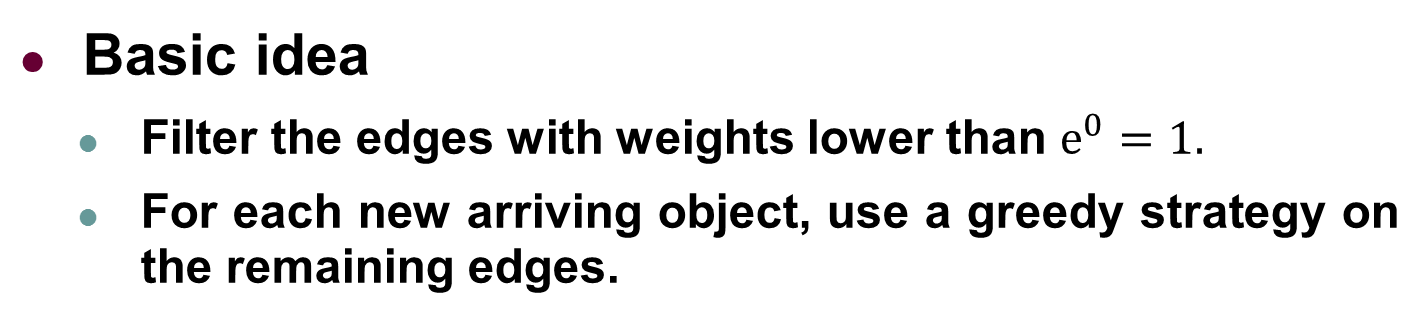 Basic idea
Filter the edges with weights lower than e⁰ = 1.
For each new arriving object, use a greedy strategy on
the remaining edges.